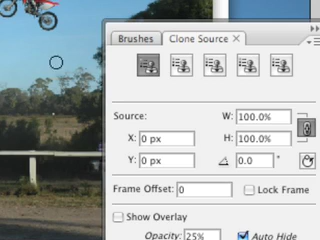 Brushes Clone Source ×
Source: W: 100.0%
X: 0 px H: 100.0%
Y: 0 px 0.0 °
Frame Offset: 0 Lock Frame
Show Overlay
Opacity: 25% Auto Hide